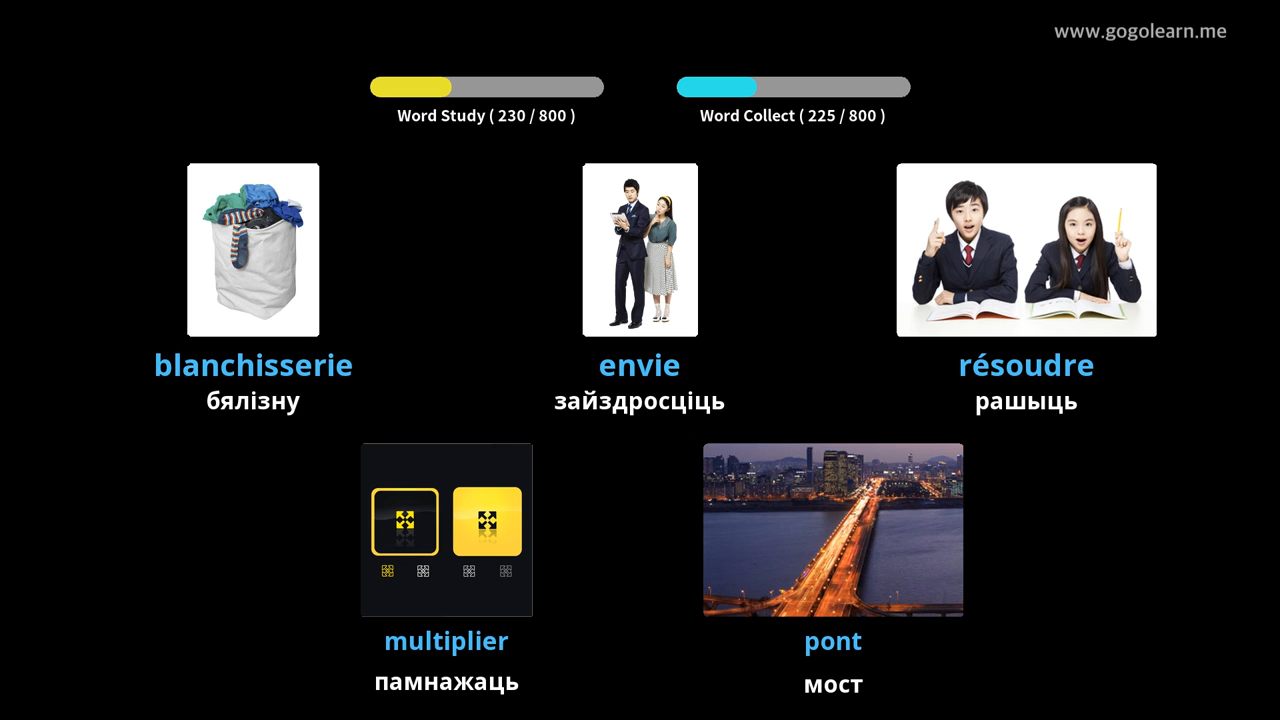 www.gogolearn.me
Word Study ( 230 / 800 )
Word Collect ( 225 / 800 )
blanchisserie
бялізну
envie
зайздросціць
résoudre
рашыць
multiplier
памнажаць
pont
мост